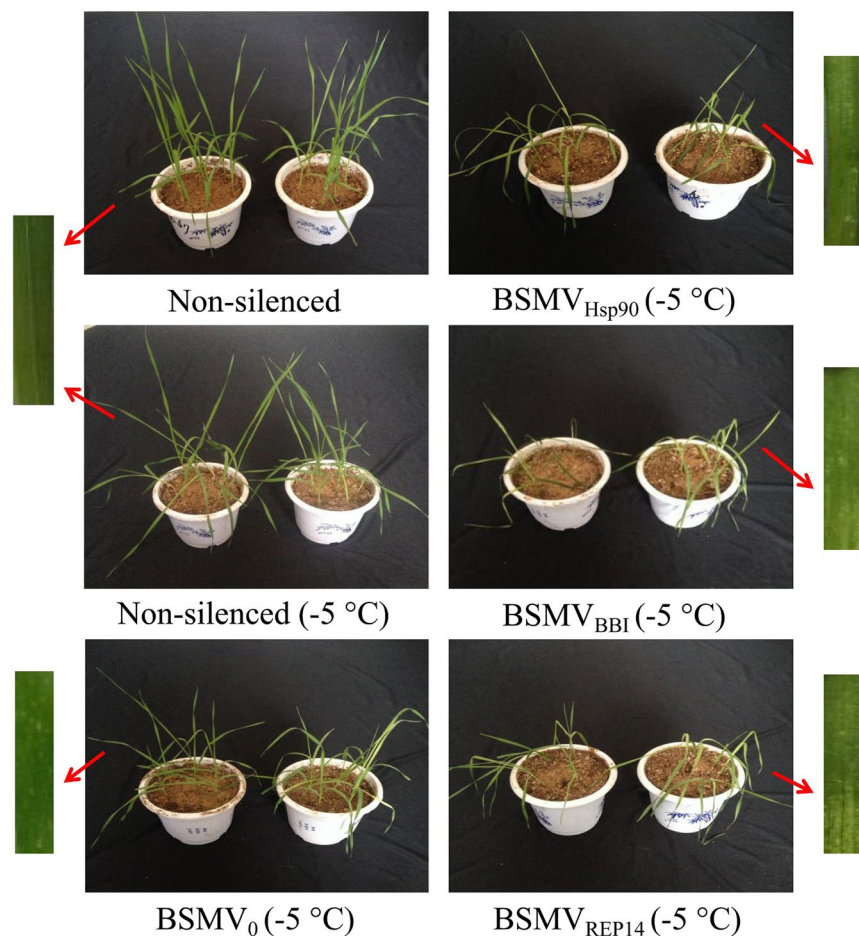 Non-silenced
BSMV_Hsp90 (-5 °C)
Non-silenced (-5 °C)
BSMV_BBI (-5 °C)
BSMV_0 (-5 °C)
BSMV_REP14 (-5 °C)